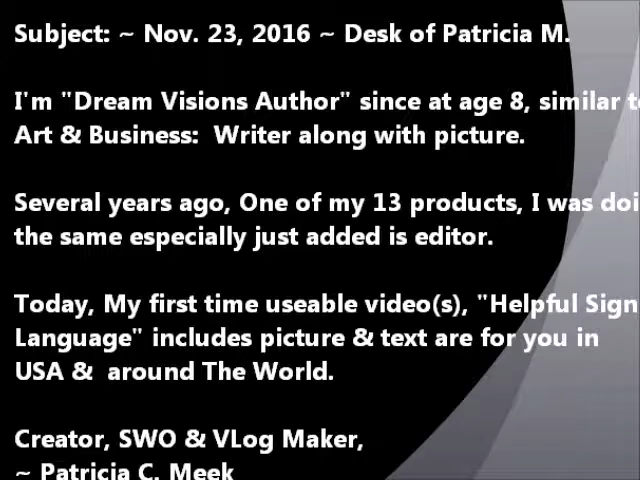 Subject: ~ Nov. 23, 2016 ~ Desk of Patricia M.
I'm "Dream Visions Author" since at age 8, similar to
Art & Business:  Writer along with picture.
Several years ago, One of my 13 products, I was doi
the same especially just added is editor.
Today, My first time useable video(s), "Helpful Sign
Language" includes picture & text are for you in
USA &  around The World.
Creator, SWO & VLog Maker,
~ Patricia C. Meek